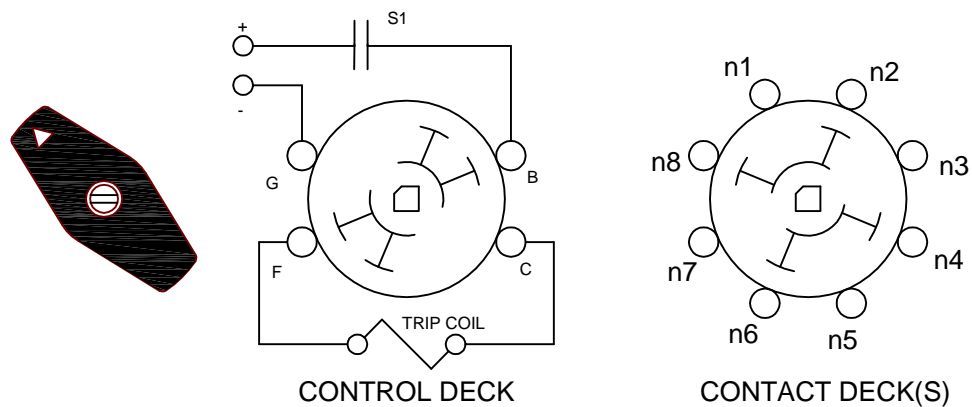 S1
+
-
G
B
F
C
TRIP COIL
CONTROL DECK
n1
n2
n8
n3
n7
n4
n6
n5
CONTACT DECK(S)